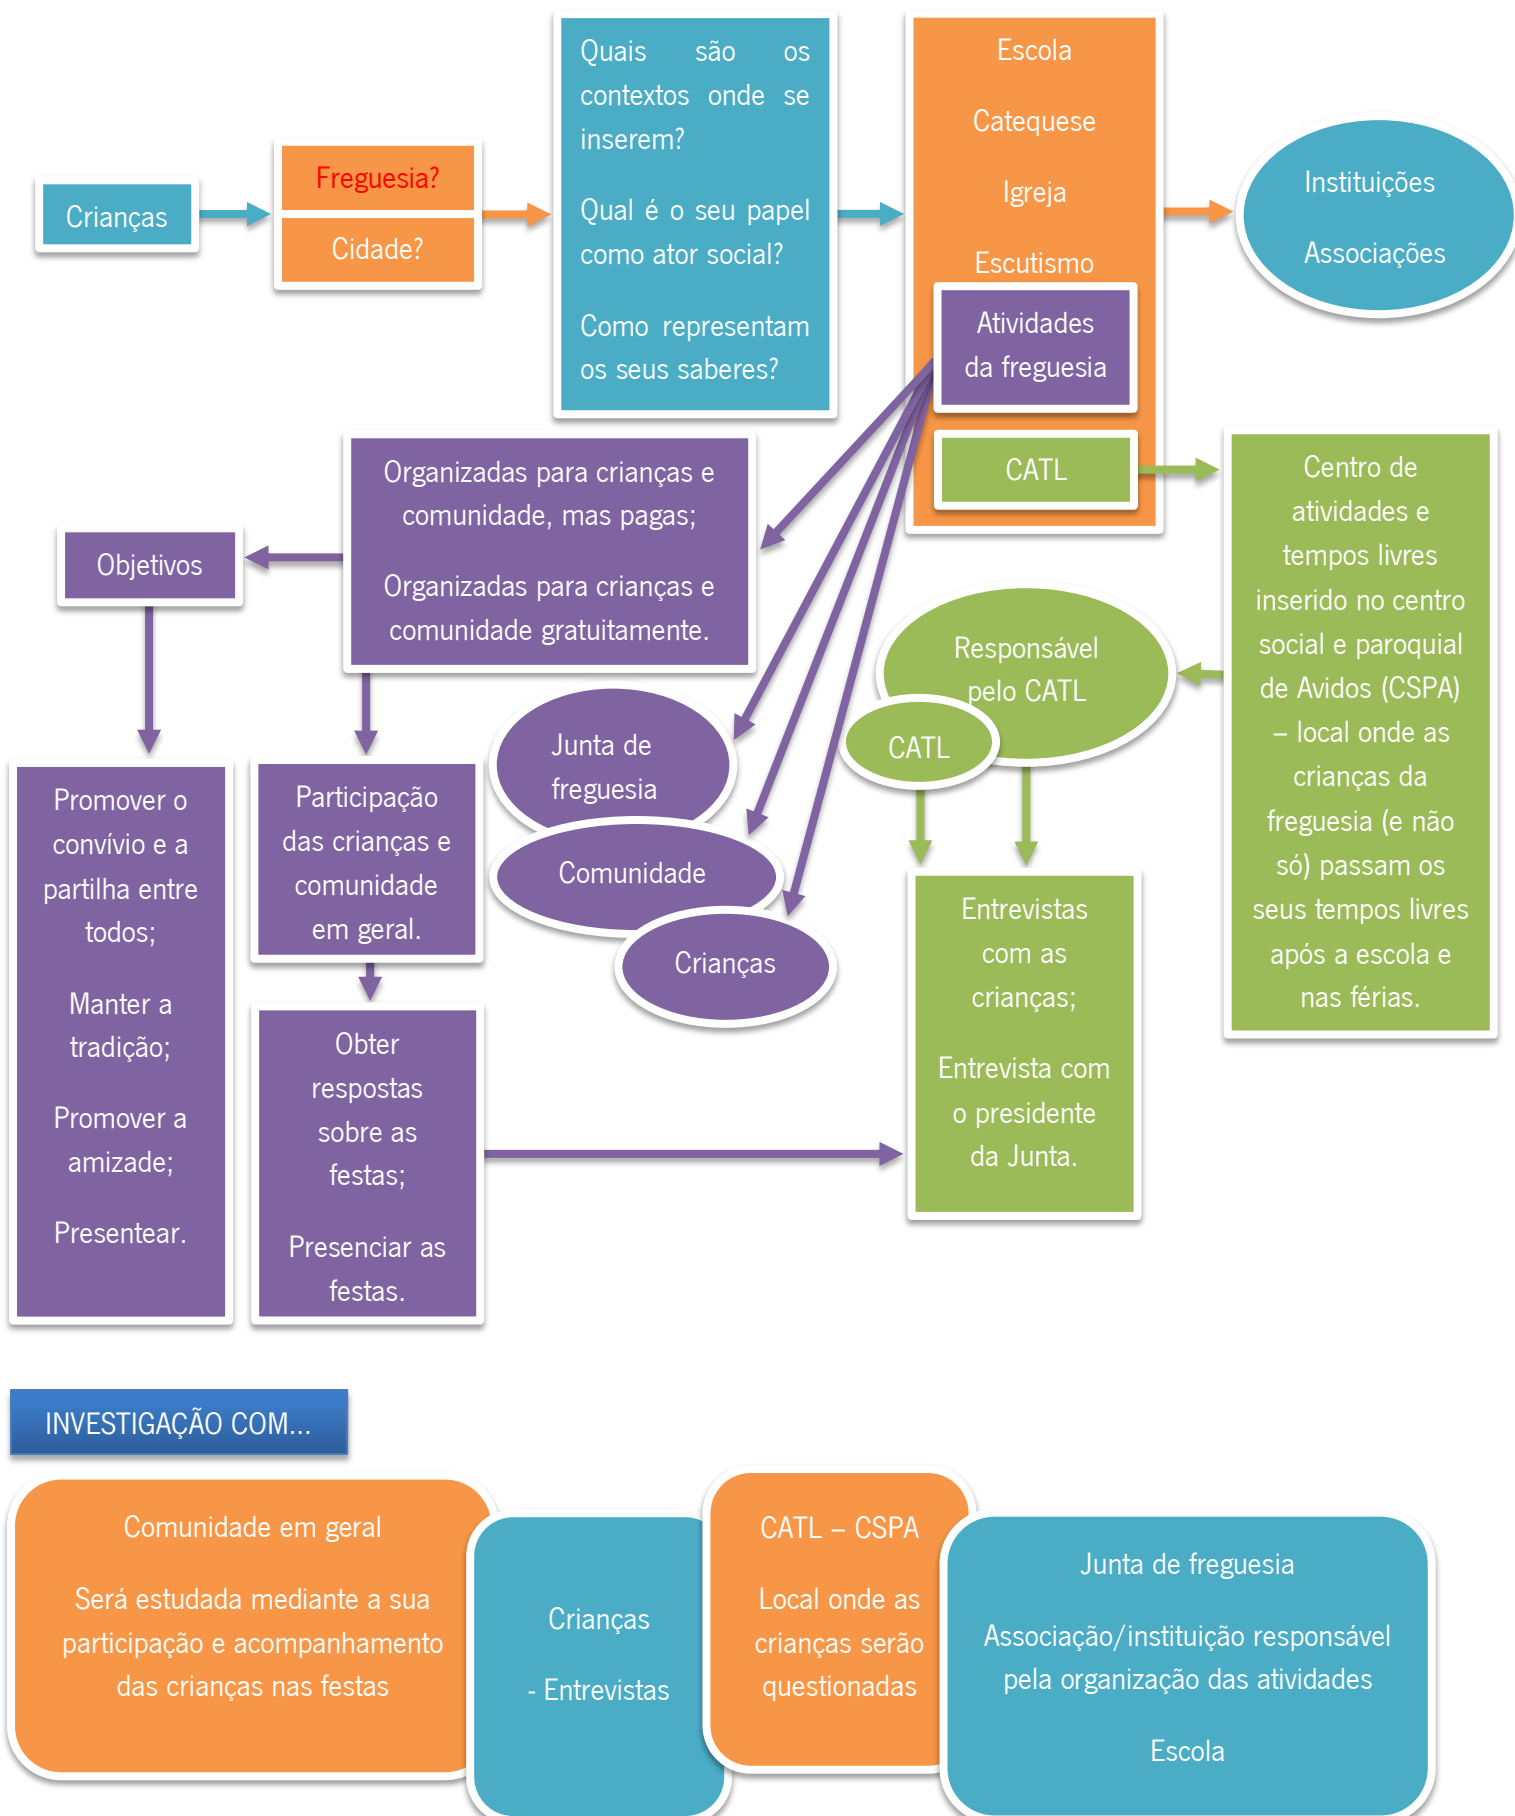 Crianças
Freguesia?
Cidade?
Quais são os
contextos onde se
inserem?
Qual é o seu papel
como ator social?
Como representam
os seus saberes?
Escola
Catequese
Igreja
Escutismo
Atividades
da freguesia
CATL
Instituições
Associações
Organizadas para crianças e
comunidade, mas pagas;
Organizadas para crianças e
comunidade gratuitamente.
Objetivos
Centro de
atividades e
tempos livres
inserido no centro
social e paroquial
de Avidos (CSPA)
– local onde as
crianças da
freguesia (e não
só) passam os
seus tempos livres
após a escola e
nas férias.
Responsável
pelo CATL
CATL
Junta de
freguesia
Comunidade
Crianças
Promover o
convívio e a
partilha entre
todos;
Manter a
tradição;
Promover a
amizade;
Presentear.
Participação
das crianças e
comunidade
em geral.
Obter
respostas
sobre as
festas;
Presenciar as
festas.
Entrevistas
com as
crianças;
Entrevista com
o presidente
da Junta.
INVESTIGAÇÃO COM...
Comunidade em geral
Será estudada mediante a sua
participação e acompanhamento
das crianças nas festas
Crianças
- Entrevistas
CATL – CSPA
Local onde as
crianças serão
questionadas
Junta de freguesia
Associação/instituição responsável
pela organização das atividades
Escola